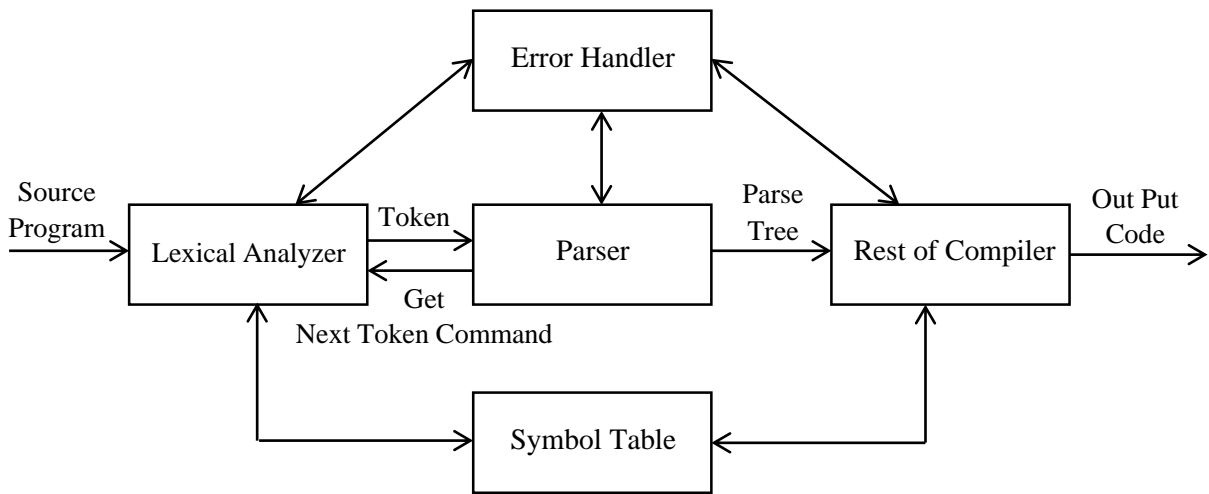 Error Handler
Source
Program
Lexical Analyzer
Token
Get
Next Token Command
Parser
Parse
Tree
Rest of Compiler
Out Put
Code
Symbol Table